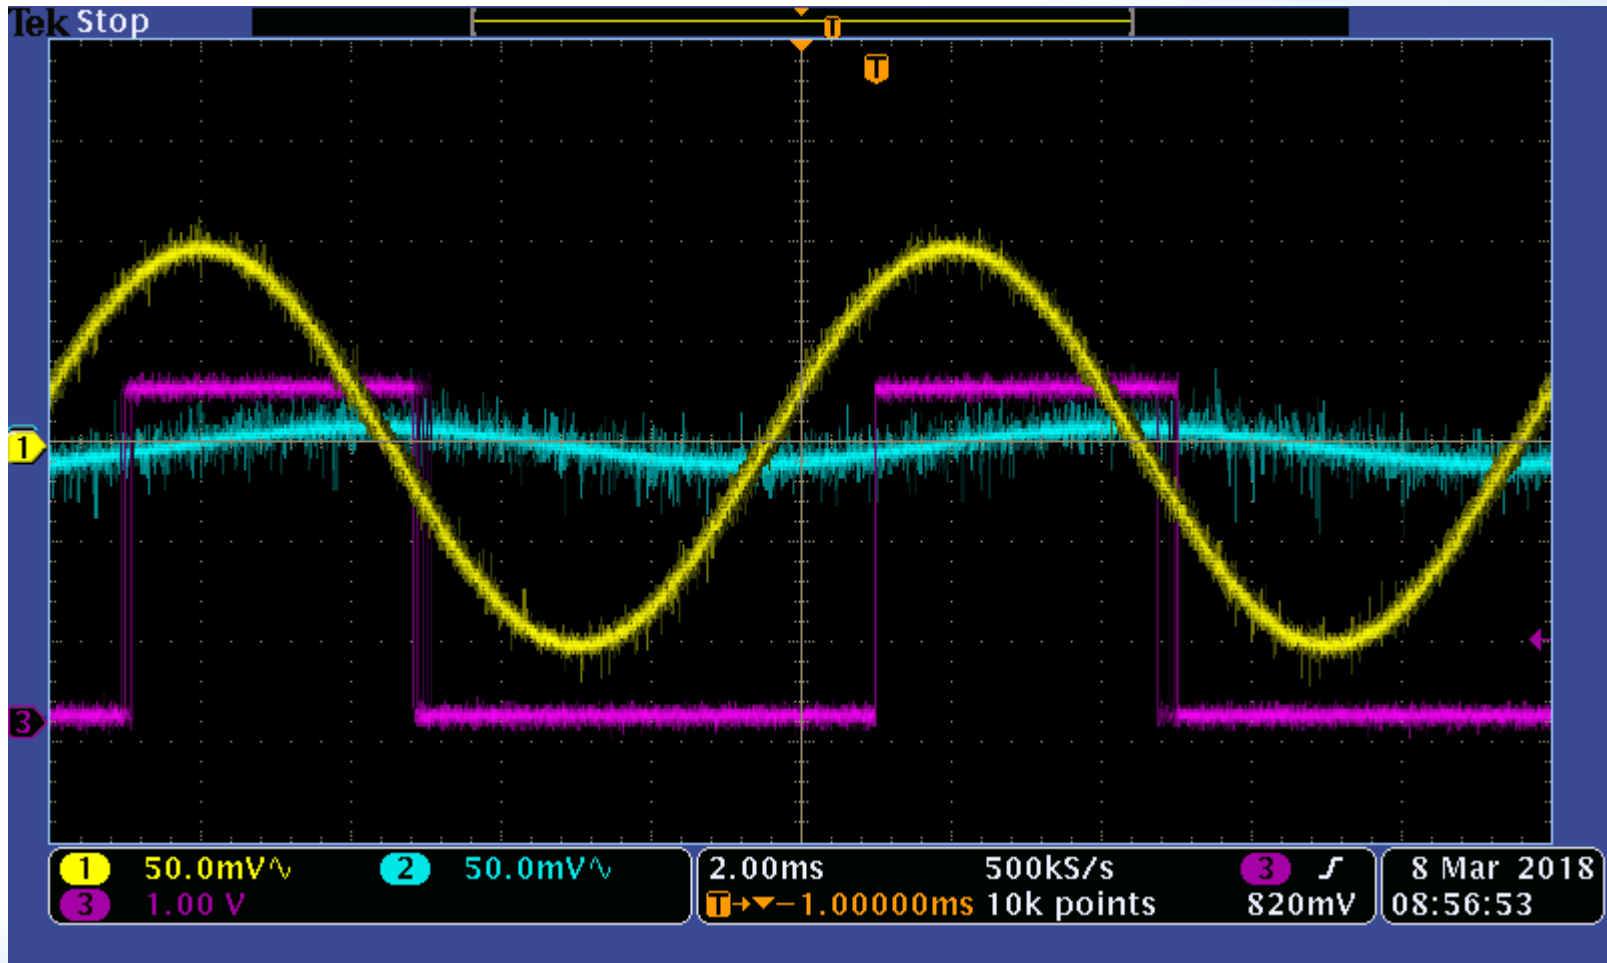 Tek Stop
T
T
1
3
1 50.0mV∿ 2 50.0mV∿
3 1.00 V
2.00ms 500kS/s 3 ʃ
T→▼−1.00000ms 10k points 820mV
8 Mar 2018
08:56:53